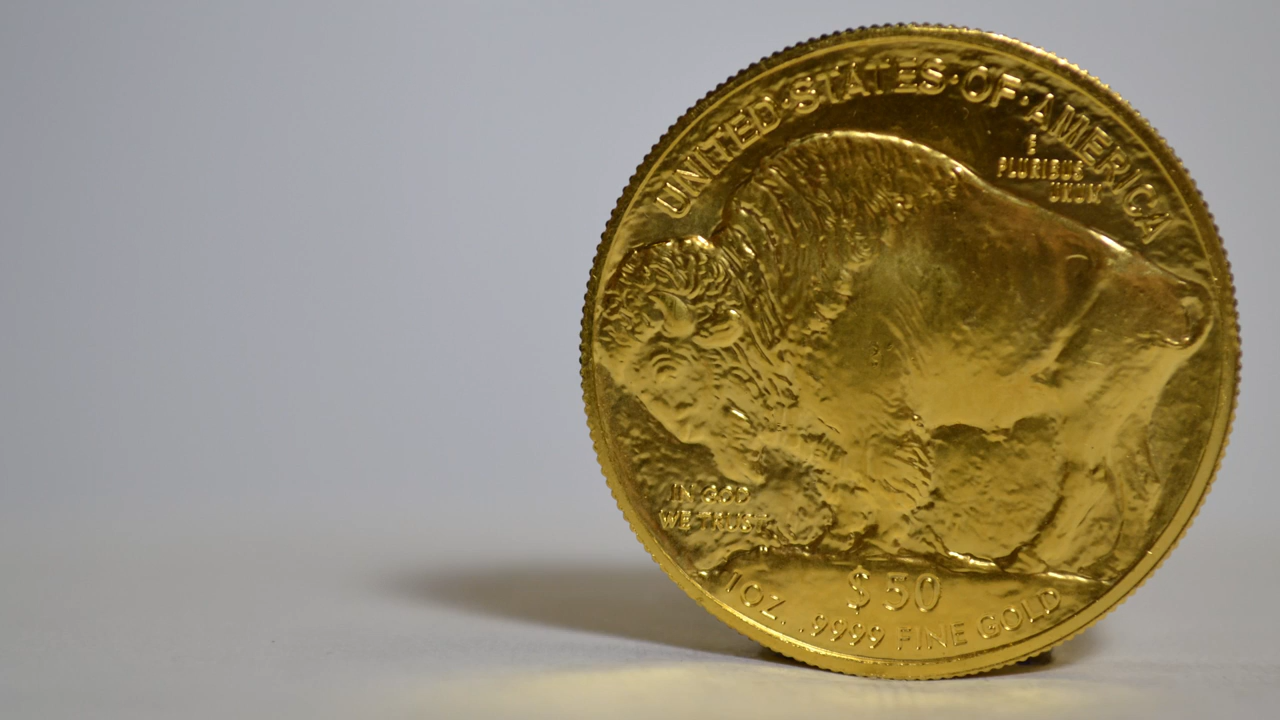 UNITED·STATES·OF·AMERICA
E
PLURIBUS
UNUM
IN GOD
WE TRUST
$50
1 OZ. .9999 FINE GOLD